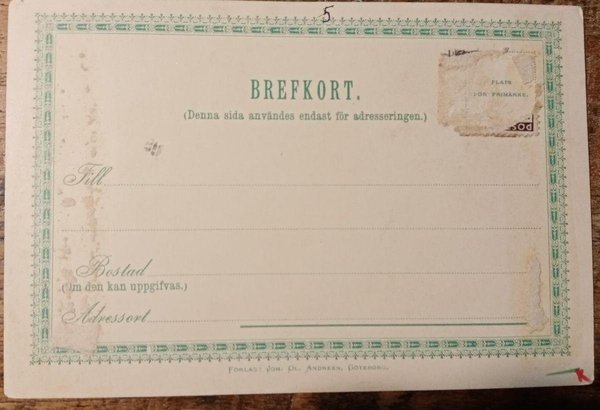 5.
PLATS
FÖR FRIMÄRKE.
POS
BREFKORT.
(Denna sida användes endast för adresseringen.)
Till
Bostad
(Om den kan uppgifvas.)
Adressort
FÖRLAG: JOH. OL. ANDREEN, GÖTEBORG.